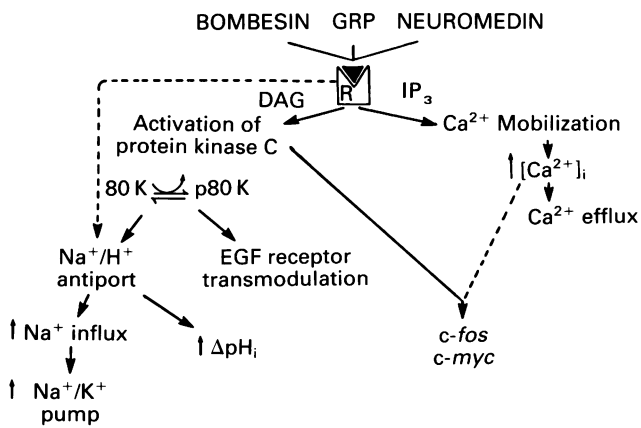 BOMBESIN GRP NEUROMEDIN
R
DAG
IP₃
Activation of
protein kinase C
Ca²⁺ Mobilization
↑[Ca²⁺]ᵢ
Ca²⁺ efflux
80 K ⇌ p80 K
Na⁺/H⁺
antiport
EGF receptor
transmodulation
↑ Na⁺ influx
↑ ΔpHᵢ
c-fos
c-myc
↑ Na⁺/K⁺
pump